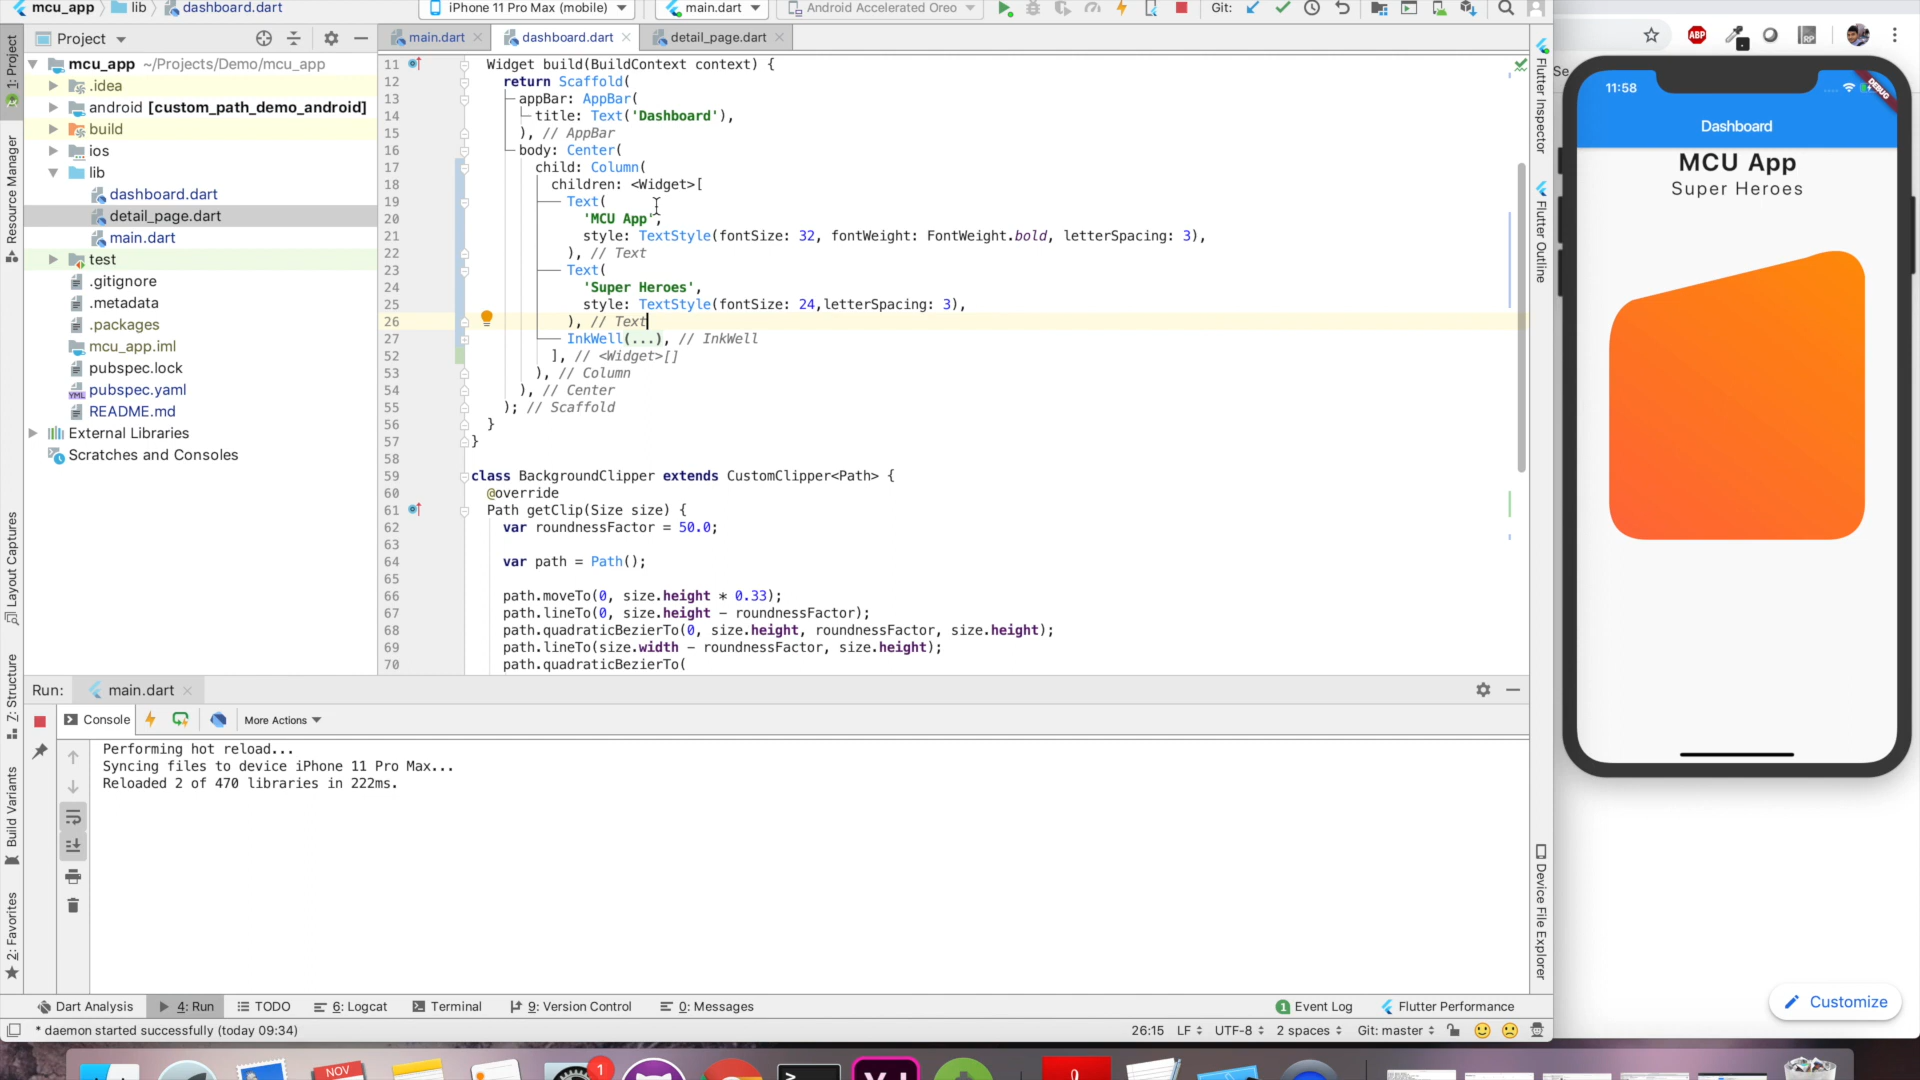 mcu_app lib dashboard.dart iPhone 11 Pro Max (mobile) main.dart Android Accelerated Oreo Git:
Project main.dart dashboard.dart detail_page.dart
mcu_app ~/Projects/Demo/mcu_app
.idea
android [custom_path_demo_android]
build
ios
lib
dashboard.dart
detail_page.dart
main.dart
test
.gitignore
.metadata
.packages
mcu_app.iml
pubspec.lock
pubspec.yaml
README.md
External Libraries
Scratches and Consoles
1: Project
Resource Manager
Layout Captures
Z: Structure
Build Variants
2: Favorites
11 Widget build(BuildContext context) {
12 return Scaffold(
13 appBar: AppBar(
14 title: Text('Dashboard'),
15 ), // AppBar
16 body: Center(
17 child: Column(
18 children: <Widget>[
19 Text(
20 'MCU App',
21 style: TextStyle(fontSize: 32, fontWeight: FontWeight.bold, letterSpacing: 3),
22 ), // Text
23 Text(
24 'Super Heroes',
25 style: TextStyle(fontSize: 24,letterSpacing: 3),
26 ), // Text
27 InkWell(...), // InkWell
52 ], // <Widget>[]
53 ), // Column
54 ), // Center
55 ); // Scaffold
56 }
57 }
58
59 class BackgroundClipper extends CustomClipper<Path> {
60 @override
61 Path getClip(Size size) {
62 var roundnessFactor = 50.0;
63
64 var path = Path();
65
66 path.moveTo(0, size.height * 0.33);
67 path.lineTo(0, size.height - roundnessFactor);
68 path.quadraticBezierTo(0, size.height, roundnessFactor, size.height);
69 path.lineTo(size.width - roundnessFactor, size.height);
70 path.quadraticBezierTo(
Flutter Inspector
Flutter Outline
Device File Explorer
Se
ABP
RP
11:58
DEBUG
Dashboard
MCU App
Super Heroes
Customize
Run: main.dart
Console More Actions
Performing hot reload...
Syncing files to device iPhone 11 Pro Max...
Reloaded 2 of 470 libraries in 222ms.
Dart Analysis 4: Run TODO 6: Logcat Terminal 9: Version Control 0: Messages 1 Event Log Flutter Performance
* daemon started successfully (today 09:34) 26:15 LF UTF-8 2 spaces Git: master
NOV
1